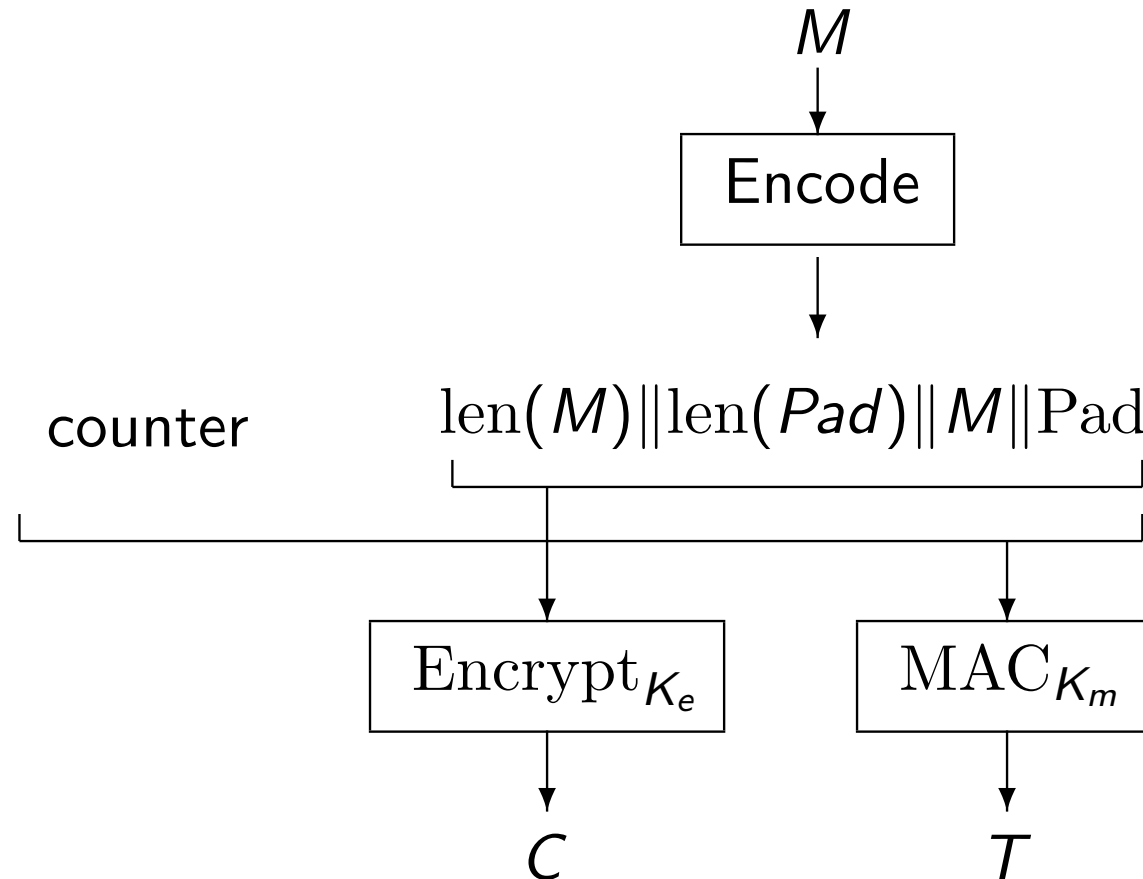 M
Encode
counter len(M)‖len(Pad)‖M‖Pad
Encrypt_{K_e} MAC_{K_m}
C T